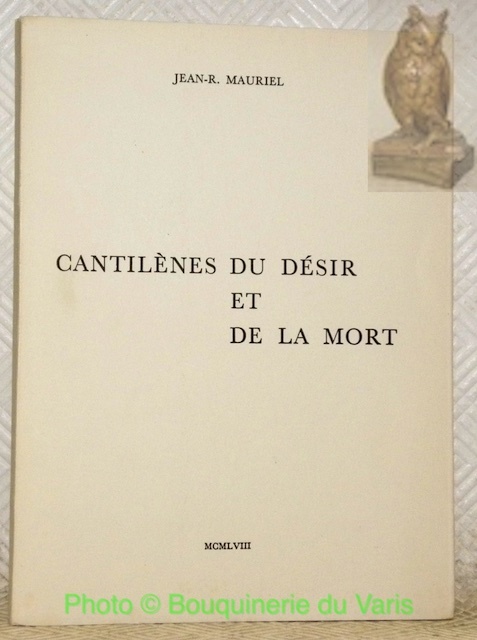 JEAN-R. MAURIEL
CANTILÈNES DU DÉSIR
ET
DE LA MORT
MCMLVIII
Photo © Bouquinerie du Varis